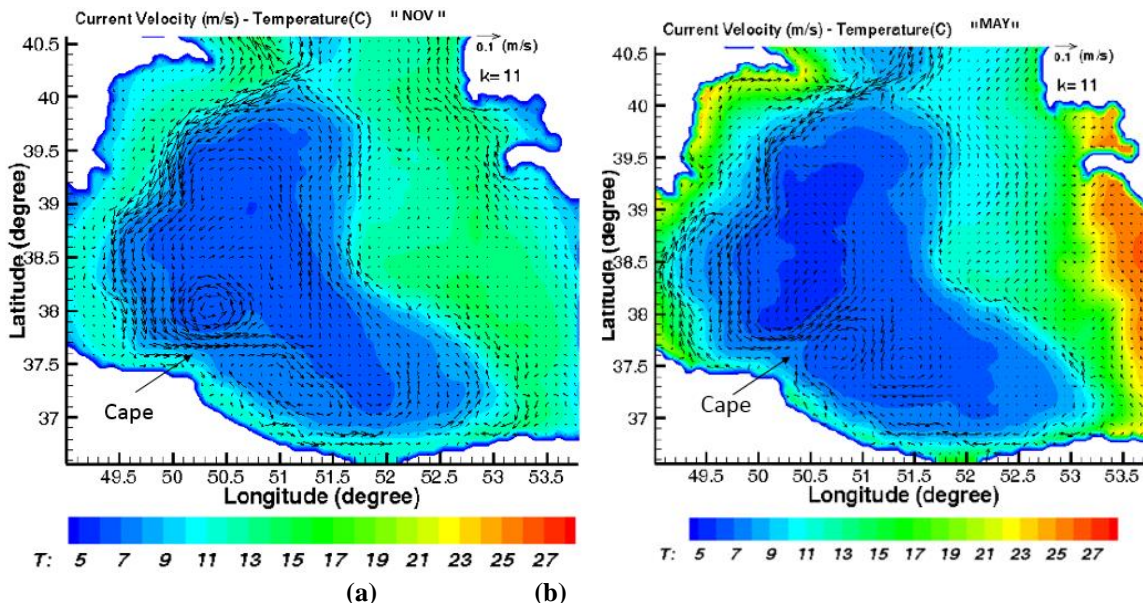 Current Velocity (m/s) - Temperature(C) "NOV"
0.1 (m/s)
k= 11
Latitude (degree)
40.5
40
39.5
39
38.5
38
37.5
37
Cape
49.5 50 50.5 51 51.5 52 52.5 53 53.5
Longitude (degree)
T: 5 7 9 11 13 15 17 19 21 23 25 27
(a)
Current Velocity (m/s) - Temperature(C) "MAY"
0.1 (m/s)
k= 11
Latitude (degree)
40.5
40
39.5
39
38.5
38
37.5
37
Cape
49.5 50 50.5 51 51.5 52 52.5 53 53.5
Longitude (degree)
T: 5 7 9 11 13 15 17 19 21 23 25 27
(b)